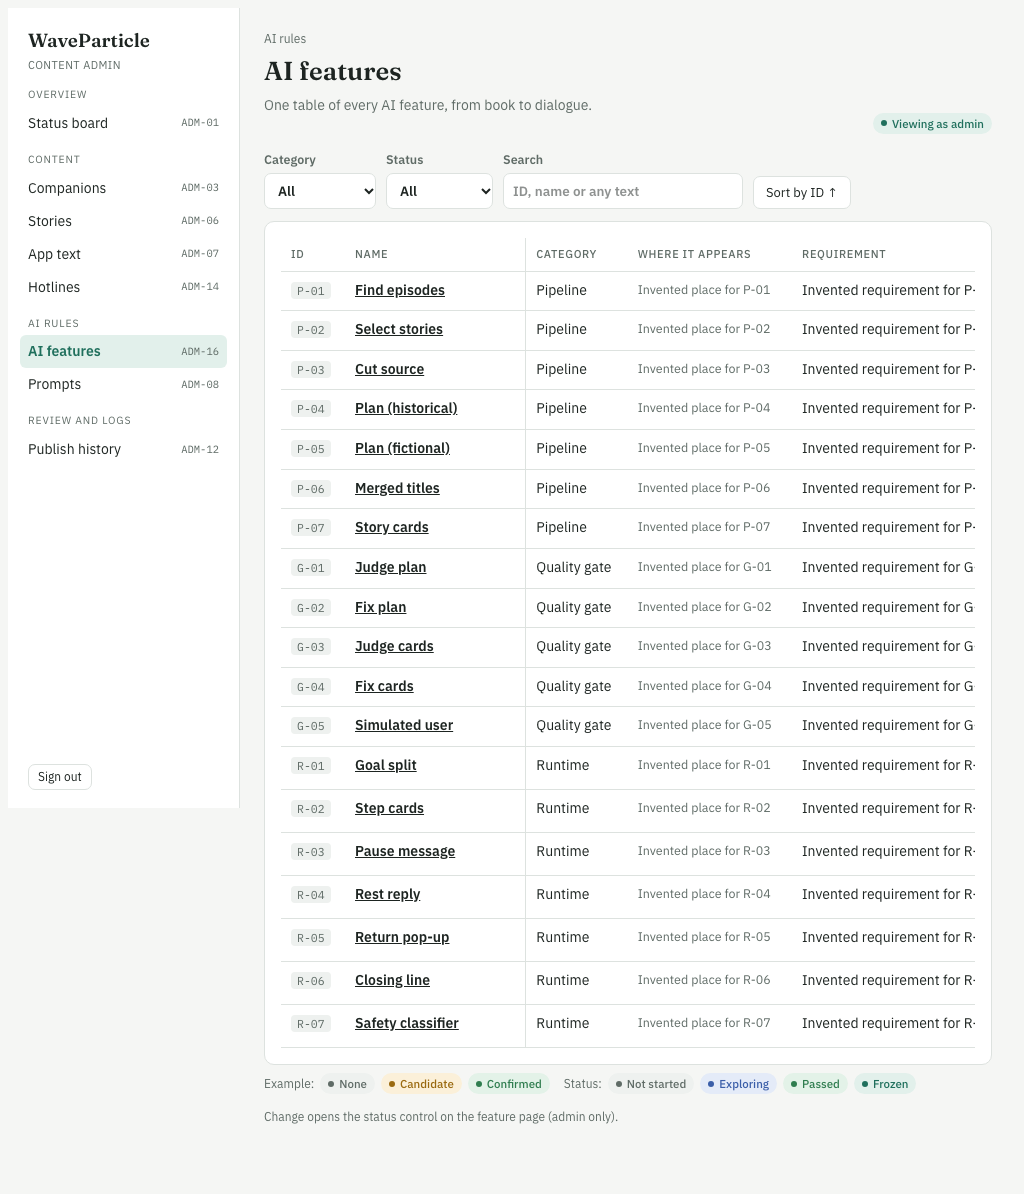 WaveParticle
CONTENT ADMIN
OVERVIEW
Status board ADM-01
CONTENT
Companions ADM-03
Stories ADM-06
App text ADM-07
Hotlines ADM-14
AI RULES
AI features ADM-16
Prompts ADM-08
REVIEW AND LOGS
Publish history ADM-12
Sign out
AI rules
AI features
One table of every AI feature, from book to dialogue.
Viewing as admin
Category Status Search
All All ID, name or any text Sort by ID ↑
ID NAME CATEGORY WHERE IT APPEARS REQUIREMENT
P-01 Find episodes Pipeline Invented place for P-01 Invented requirement for P-
P-02 Select stories Pipeline Invented place for P-02 Invented requirement for P-
P-03 Cut source Pipeline Invented place for P-03 Invented requirement for P-
P-04 Plan (historical) Pipeline Invented place for P-04 Invented requirement for P-
P-05 Plan (fictional) Pipeline Invented place for P-05 Invented requirement for P-
P-06 Merged titles Pipeline Invented place for P-06 Invented requirement for P-
P-07 Story cards Pipeline Invented place for P-07 Invented requirement for P-
G-01 Judge plan Quality gate Invented place for G-01 Invented requirement for G
G-02 Fix plan Quality gate Invented place for G-02 Invented requirement for G
G-03 Judge cards Quality gate Invented place for G-03 Invented requirement for G
G-04 Fix cards Quality gate Invented place for G-04 Invented requirement for G
G-05 Simulated user Quality gate Invented place for G-05 Invented requirement for G
R-01 Goal split Runtime Invented place for R-01 Invented requirement for R-
R-02 Step cards Runtime Invented place for R-02 Invented requirement for R-
R-03 Pause message Runtime Invented place for R-03 Invented requirement for R-
R-04 Rest reply Runtime Invented place for R-04 Invented requirement for R-
R-05 Return pop-up Runtime Invented place for R-05 Invented requirement for R-
R-06 Closing line Runtime Invented place for R-06 Invented requirement for R-
R-07 Safety classifier Runtime Invented place for R-07 Invented requirement for R-
Example: None Candidate Confirmed Status: Not started Exploring Passed Frozen
Change opens the status control on the feature page (admin only).